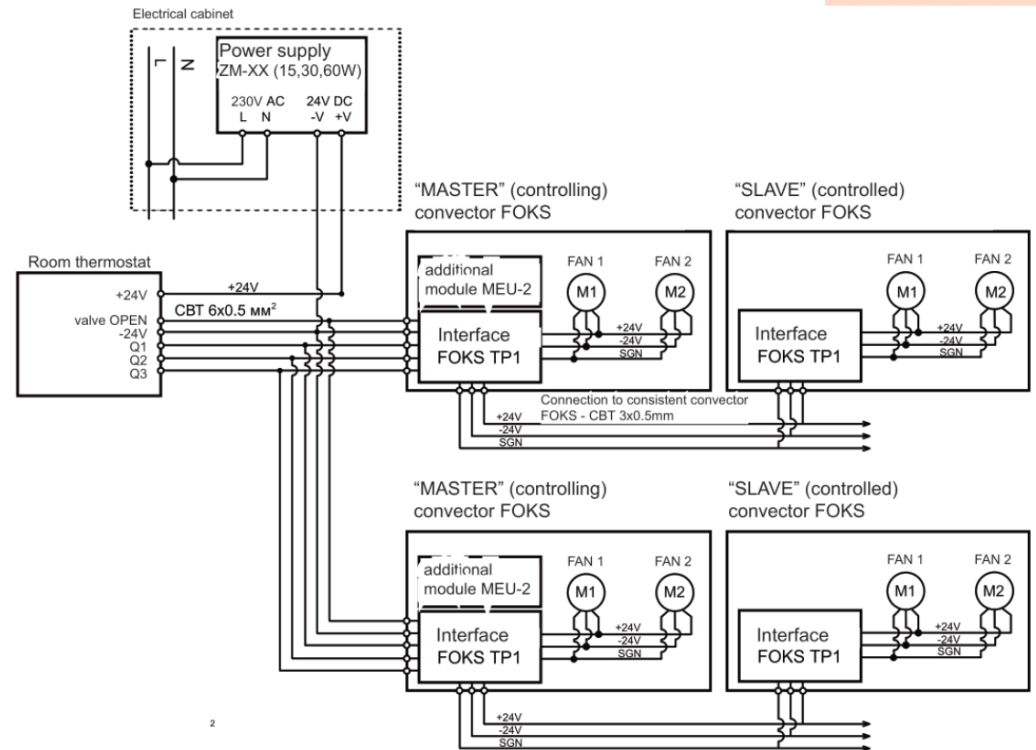 Electrical cabinet
L
N
Power supply
ZM-XX (15,30,60W)
230V AC 24V DC
L N -V +V
Room thermostat
+24V
valve OPEN
-24V
Q1
Q2
Q3
+24V
CBT 6x0.5 мм²
“MASTER” (controlling)
convector FOKS
additional
module MEU-2
Interface
FOKS TP1
FAN 1
M1
FAN 2
M2
+24V
-24V
SGN
Connection to consistent convector
FOKS - CBT 3x0.5mm
+24V
-24V
SGN
“SLAVE” (controlled)
convector FOKS
Interface
FOKS TP1
FAN 1
M1
FAN 2
M2
+24V
-24V
SGN
“MASTER” (controlling)
convector FOKS
additional
module MEU-2
Interface
FOKS TP1
FAN 1
M1
FAN 2
M2
+24V
-24V
SGN
+24V
-24V
SGN
“SLAVE” (controlled)
convector FOKS
Interface
FOKS TP1
FAN 1
M1
FAN 2
M2
+24V
-24V
SGN
2